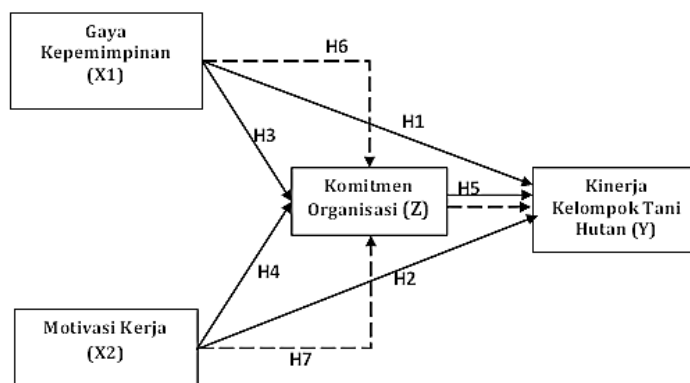 Gaya
Kepemimpinan
(X1)
H6
H1
H3
Komitmen
Organisasi (Z)
H5
Kinerja
Kelompok Tani
Hutan (Y)
H4
H2
Motivasi Kerja
(X2)
H7